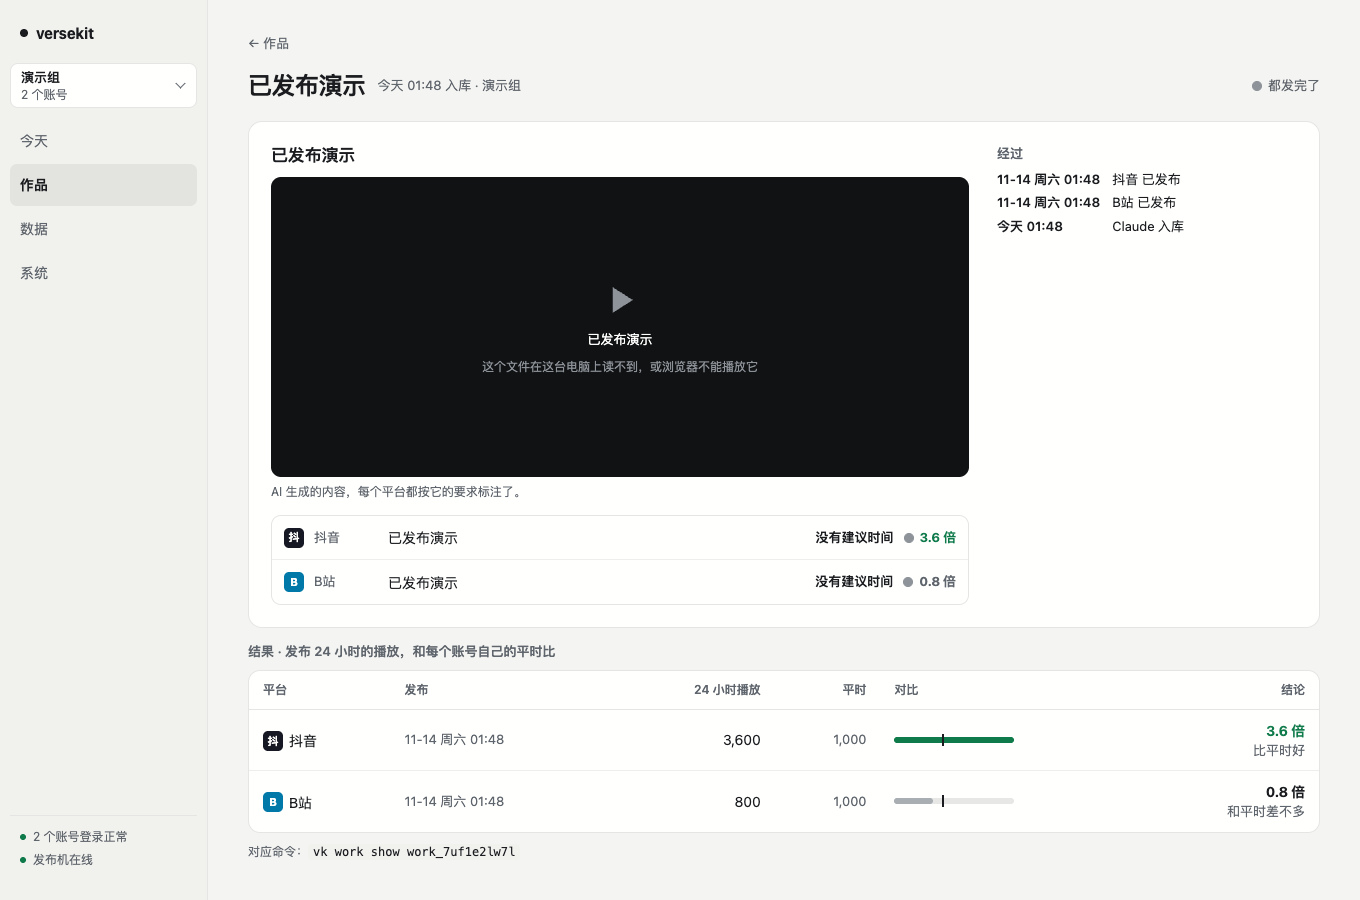 versekit
演示组
2 个账号
今天
作品
数据
系统
2 个账号登录正常
发布机在线
← 作品
已发布演示 今天 01:48 入库 · 演示组
都发完了
已发布演示
已发布演示
这个文件在这台电脑上读不到，或浏览器不能播放它
AI 生成的内容，每个平台都按它的要求标注了。
抖 抖音 已发布演示 没有建议时间 3.6 倍
B B站 已发布演示 没有建议时间 0.8 倍
经过
11-14 周六 01:48 抖音 已发布
11-14 周六 01:48 B站 已发布
今天 01:48 Claude 入库
结果 · 发布 24 小时的播放，和每个账号自己的平时比
平台 发布 24 小时播放 平时 对比 结论
抖 抖音 11-14 周六 01:48 3,600 1,000 3.6 倍
比平时好
B B站 11-14 周六 01:48 800 1,000 0.8 倍
和平时差不多
对应命令： vk work show work_7uf1e2lw7l